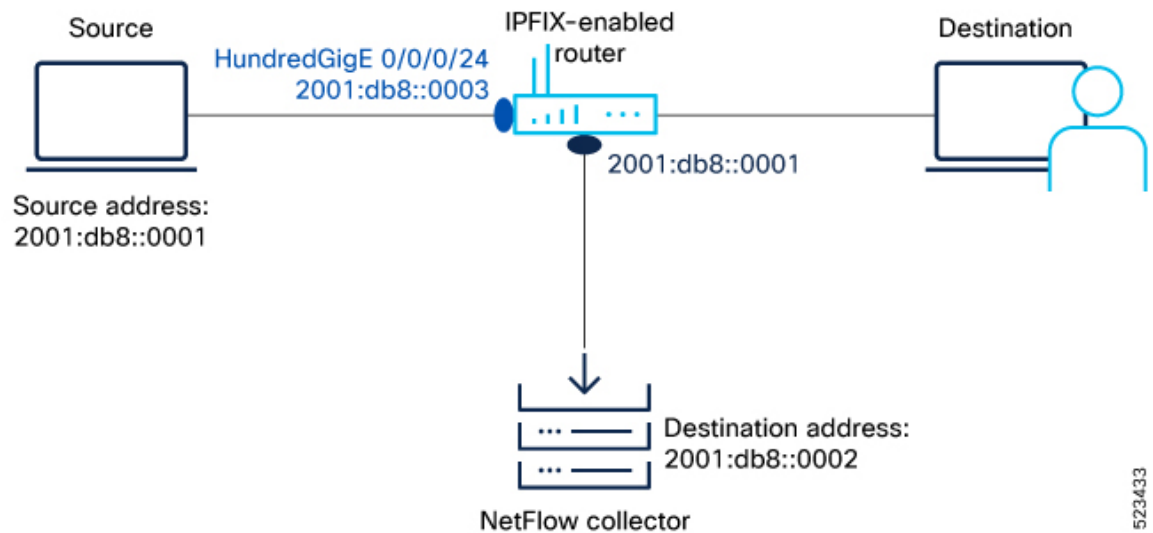 Source
IPFIX-enabled
router
Destination
HundredGigE 0/0/0/24
2001:db8::0003
2001:db8::0001
Source address:
2001:db8::0001
Destination address:
2001:db8::0002
NetFlow collector
523433